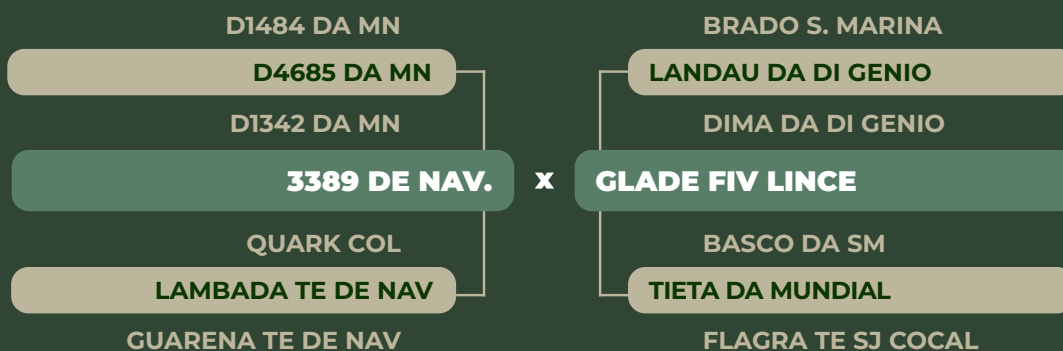 D1484 DA MN
D4685 DA MN
D1342 DA MN
3389 DE NAV.
QUARK COL
LAMBADA TE DE NAV
GUARENA TE DE NAV
x
BRADO S. MARINA
LANDAU DA DI GENIO
DIMA DA DI GENIO
GLADE FIV LINCE
BASCO DA SM
TIETA DA MUNDIAL
FLAGRA TE SJ COCAL